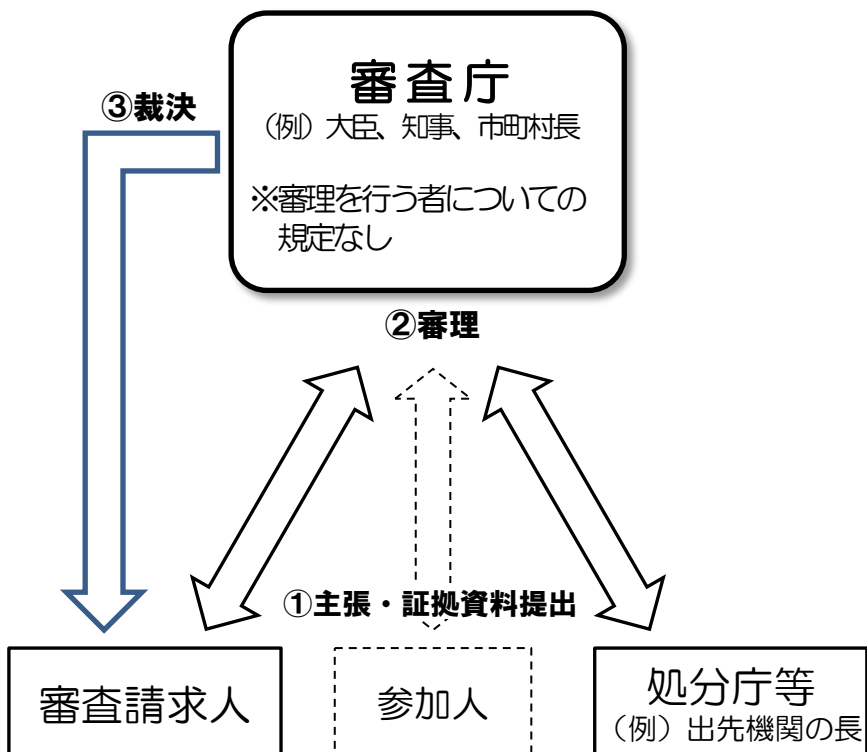 審査庁
③裁決
（例）大臣、知事、市町村長
※審理を行う者についての
規定なし
②審理
①主張・証拠資料提出
審査請求人
参加人
処分庁等
（例）出先機関の長